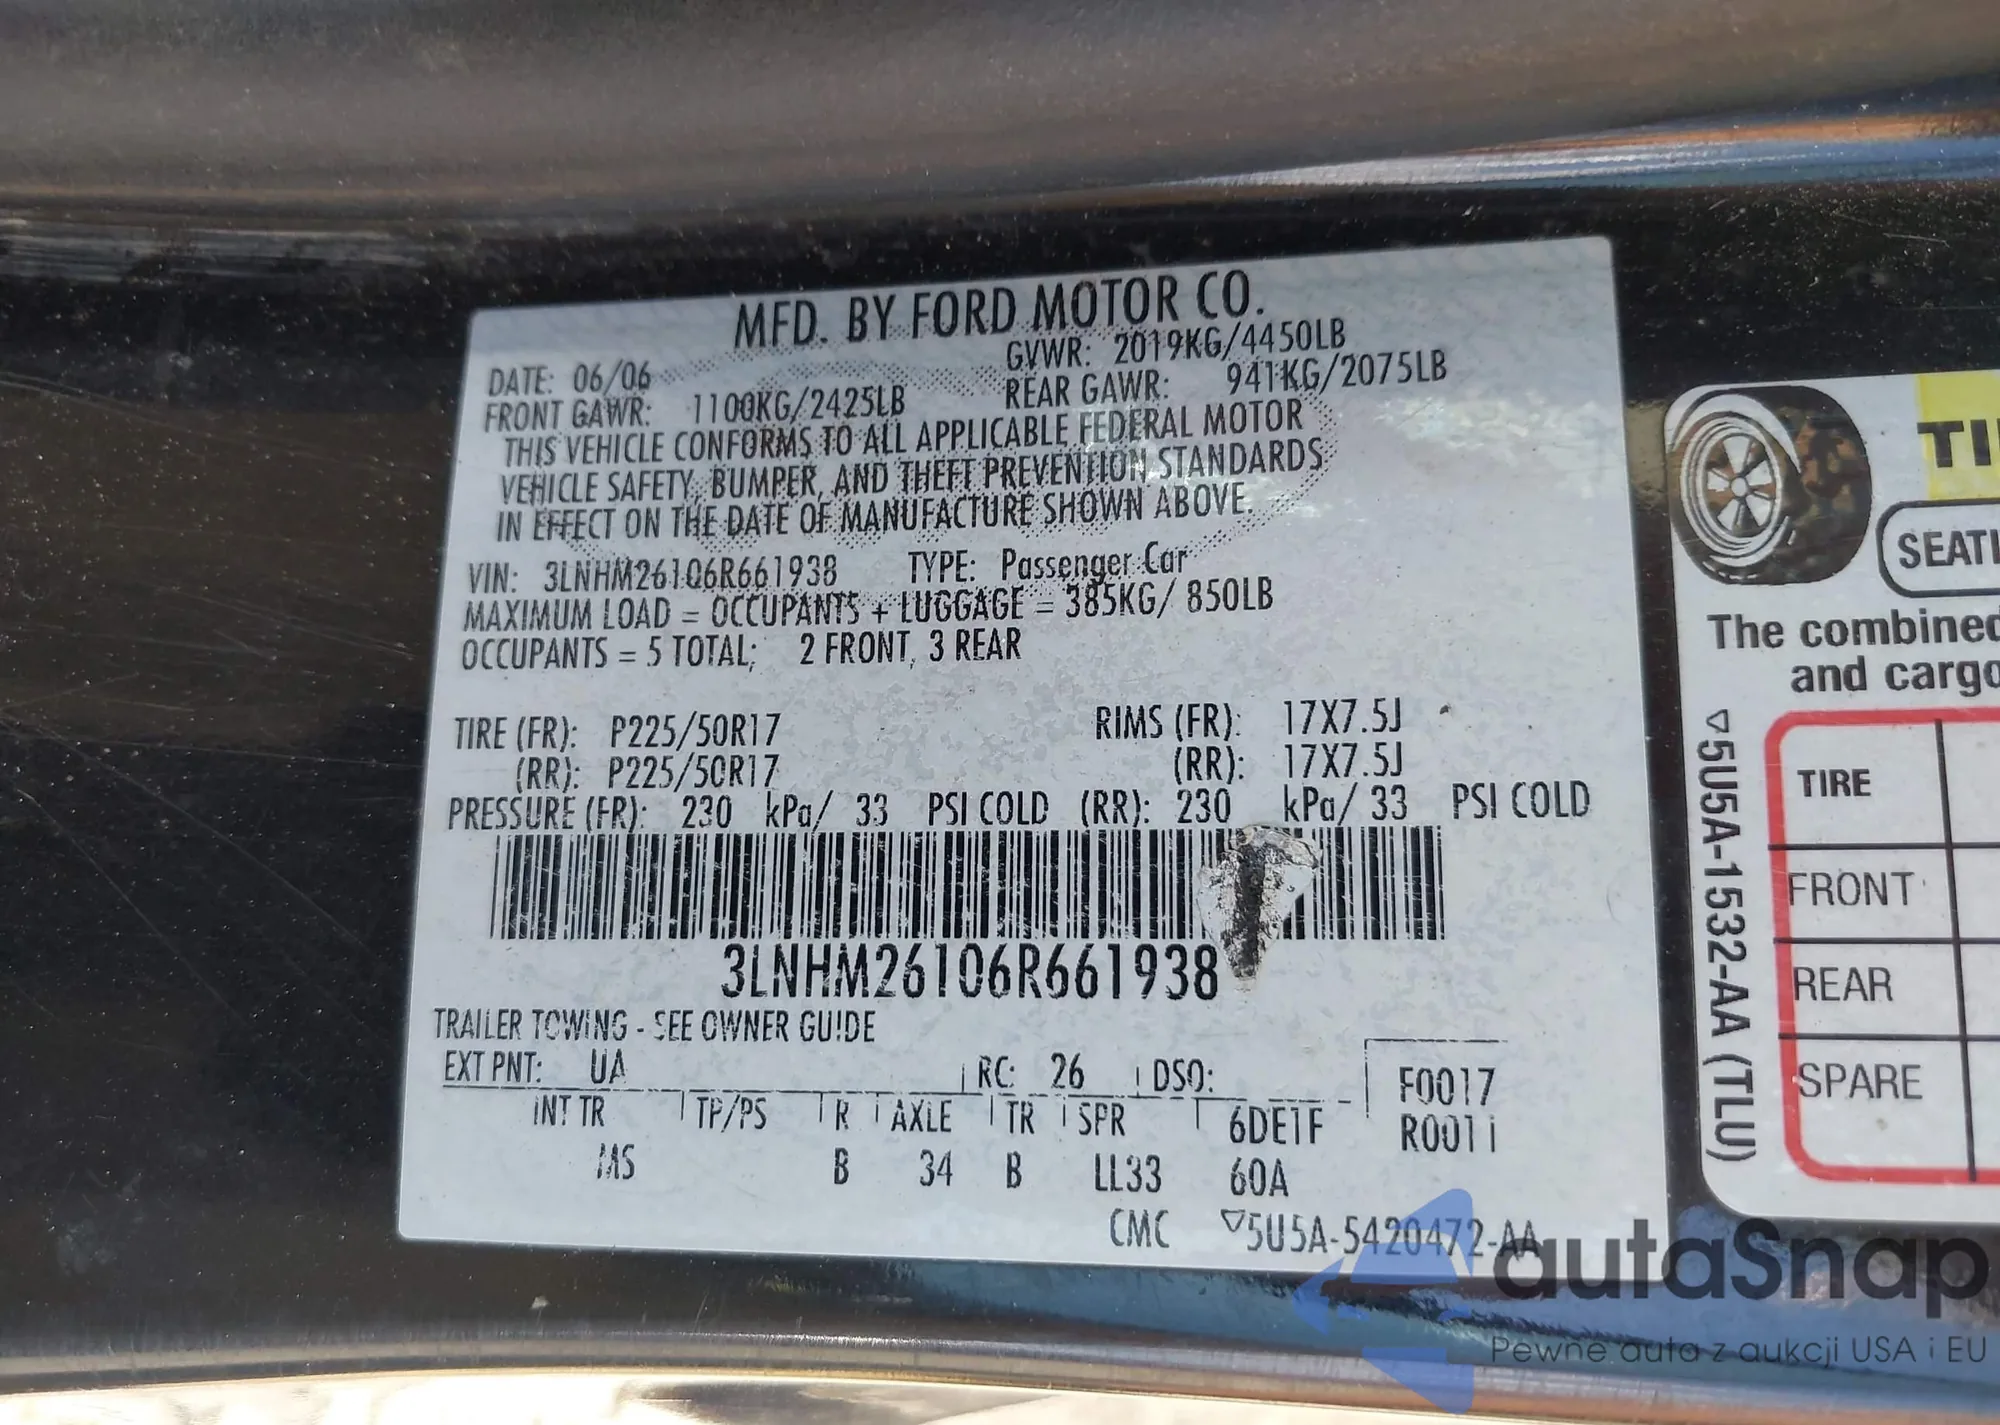 MFD. BY FORD MOTOR CO.
DATE: 06/06 GVWR: 2019KG/4450LB
FRONT GAWR: 1100KG/2425LB REAR GAWR: 941KG/2075LB
THIS VEHICLE CONFORMS TO ALL APPLICABLE FEDERAL MOTOR
VEHICLE SAFETY, BUMPER, AND THEFT PREVENTION STANDARDS
IN EFFECT ON THE DATE OF MANUFACTURE SHOWN ABOVE.
VIN: 3LNHM26106R661938 TYPE: Passenger Car
MAXIMUM LOAD = OCCUPANTS + LUGGAGE = 385KG/ 850LB
OCCUPANTS = 5 TOTAL; 2 FRONT, 3 REAR
TIRE (FR): P225/50R17 RIMS (FR): 17X7.5J
(RR): P225/50R17 (RR): 17X7.5J
PRESSURE (FR): 230 kPa/ 33 PSI COLD (RR): 230 kPa/ 33 PSI COLD
3LNHM26106R661938
TRAILER TOWING - SEE OWNER GUIDE
EXT PNT: UA RC: 26 DSO: F0017
INT TR TP/PS R AXLE TR SPR 6DE1F R0011
MS B 34 B LL33 60A
CMC ▽5U5A-5420472-AA
TI
SEATI
The combined
and cargo
▽5U5A-1532-AA (TLU)
TIRE
FRONT
REAR
SPARE
autaSnap
Pewne auta z aukcji USA i EU